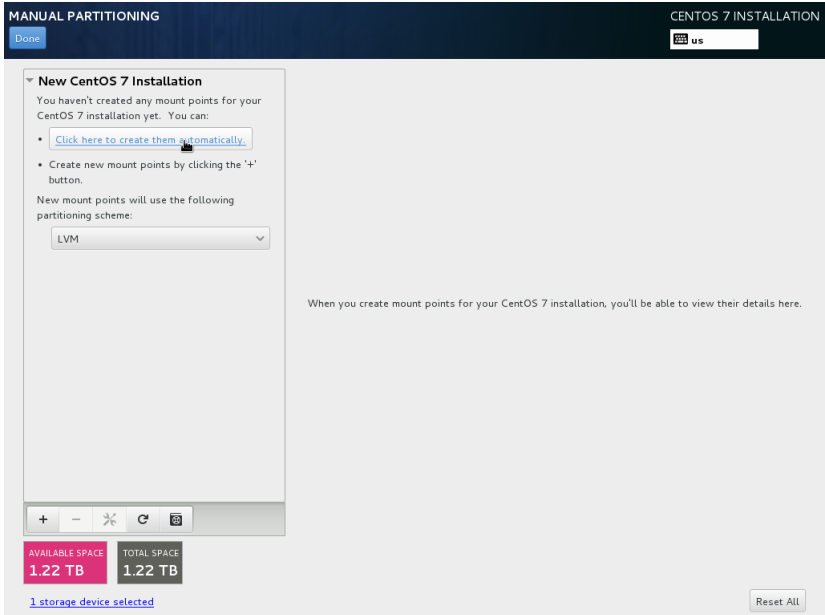 MANUAL PARTITIONING
CENTOS 7 INSTALLATION
Done
us
New CentOS 7 Installation
You haven't created any mount points for your
CentOS 7 installation yet.  You can:
• Click here to create them automatically.
• Create new mount points by clicking the '+'
button.
New mount points will use the following
partitioning scheme:
LVM
When you create mount points for your CentOS 7 installation, you'll be able to view their details here.
+ −
AVAILABLE SPACE
1.22 TB
TOTAL SPACE
1.22 TB
1 storage device selected
Reset All